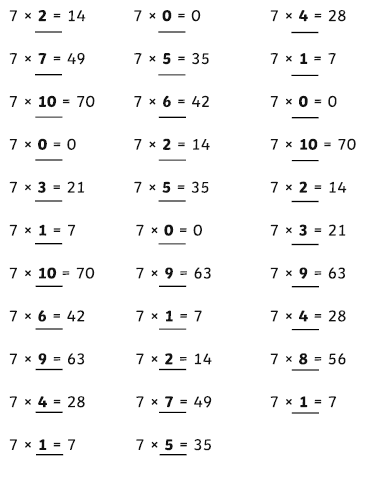 7 × 2 = 14 7 × 0 = 0 7 × 4 = 28
7 × 7 = 49 7 × 5 = 35 7 × 1 = 7
7 × 10 = 70 7 × 6 = 42 7 × 0 = 0
7 × 0 = 0 7 × 2 = 14 7 × 10 = 70
7 × 3 = 21 7 × 5 = 35 7 × 2 = 14
7 × 1 = 7 7 × 0 = 0 7 × 3 = 21
7 × 10 = 70 7 × 9 = 63 7 × 9 = 63
7 × 6 = 42 7 × 1 = 7 7 × 4 = 28
7 × 9 = 63 7 × 2 = 14 7 × 8 = 56
7 × 4 = 28 7 × 7 = 49 7 × 1 = 7
7 × 1 = 7 7 × 5 = 35